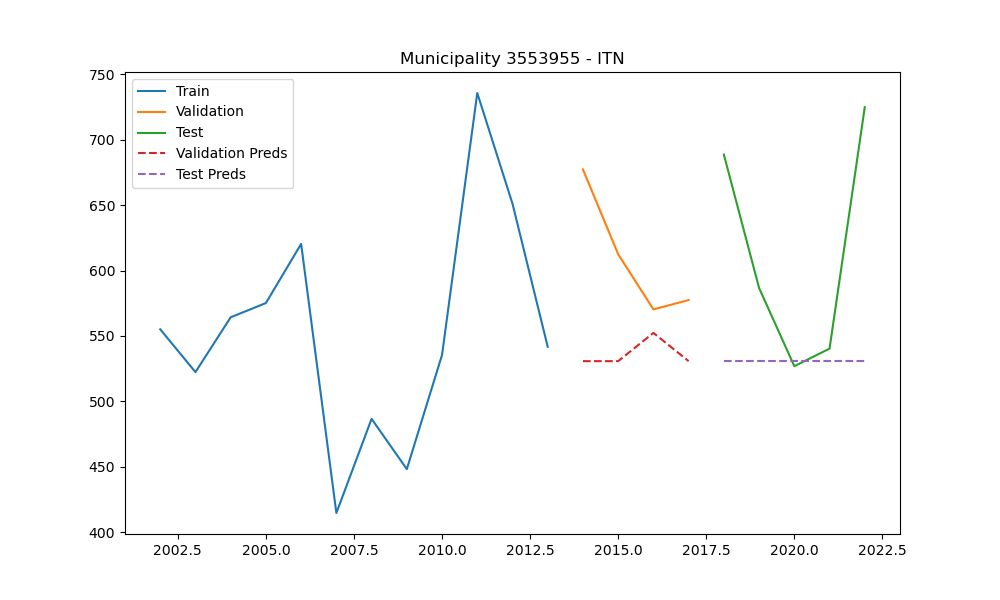 Municipality 3553955 - ITN
750
700
650
600
550
500
450
400
Train
Validation
Test
Validation Preds
Test Preds
2002.5 2005.0 2007.5 2010.0 2012.5 2015.0 2017.5 2020.0 2022.5